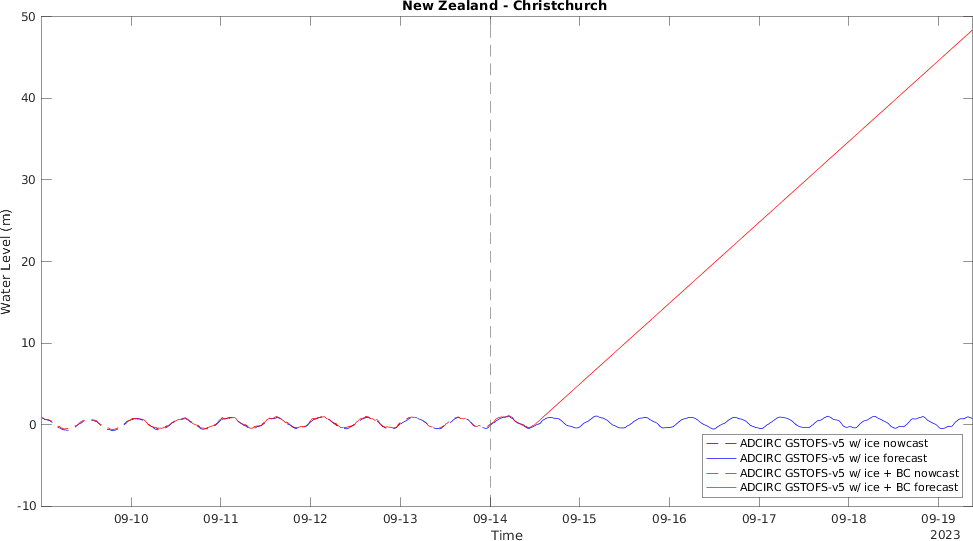 New Zealand - Christchurch
50
40
30
20
10
0
-10
Water Level (m)
ADCIRC GSTOFS-v5 w/ ice nowcast
ADCIRC GSTOFS-v5 w/ ice forecast
ADCIRC GSTOFS-v5 w/ ice + BC nowcast
ADCIRC GSTOFS-v5 w/ ice + BC forecast
09-10 09-11 09-12 09-13 09-14 09-15 09-16 09-17 09-18 09-19
Time
2023